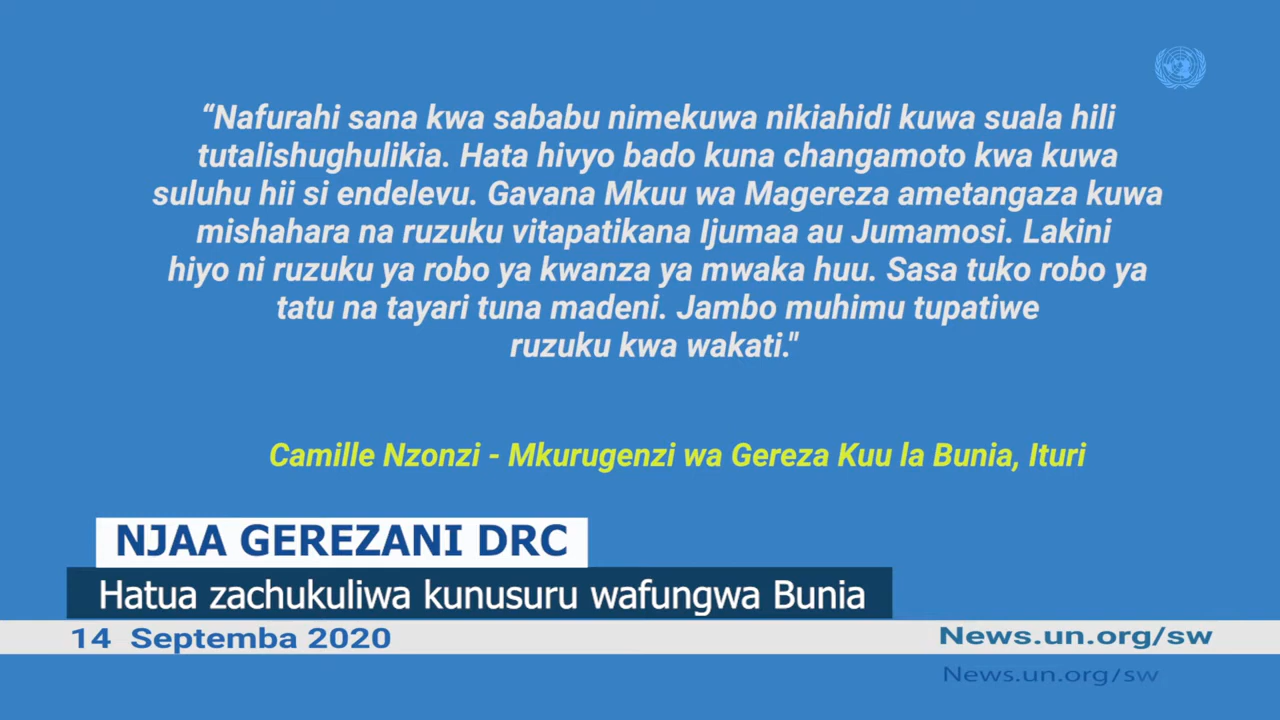 “Nafurahi sana kwa sababu nimekuwa nikiahidi kuwa suala hili
tutalishughulikia. Hata hivyo bado kuna changamoto kwa kuwa
suluhu hii si endelevu. Gavana Mkuu wa Magereza ametangaza kuwa
mishahara na ruzuku vitapatikana Ijumaa au Jumamosi. Lakini
hiyo ni ruzuku ya robo ya kwanza ya mwaka huu. Sasa tuko robo ya
tatu na tayari tuna madeni. Jambo muhimu tupatiwe
ruzuku kwa wakati."
Camille Nzonzi - Mkurugenzi wa Gereza Kuu la Bunia, Ituri
NJAA GEREZANI DRC
Hatua zachukuliwa kunusuru wafungwa Bunia
14 Septemba 2020
News.un.org/sw
News.un.org/sw